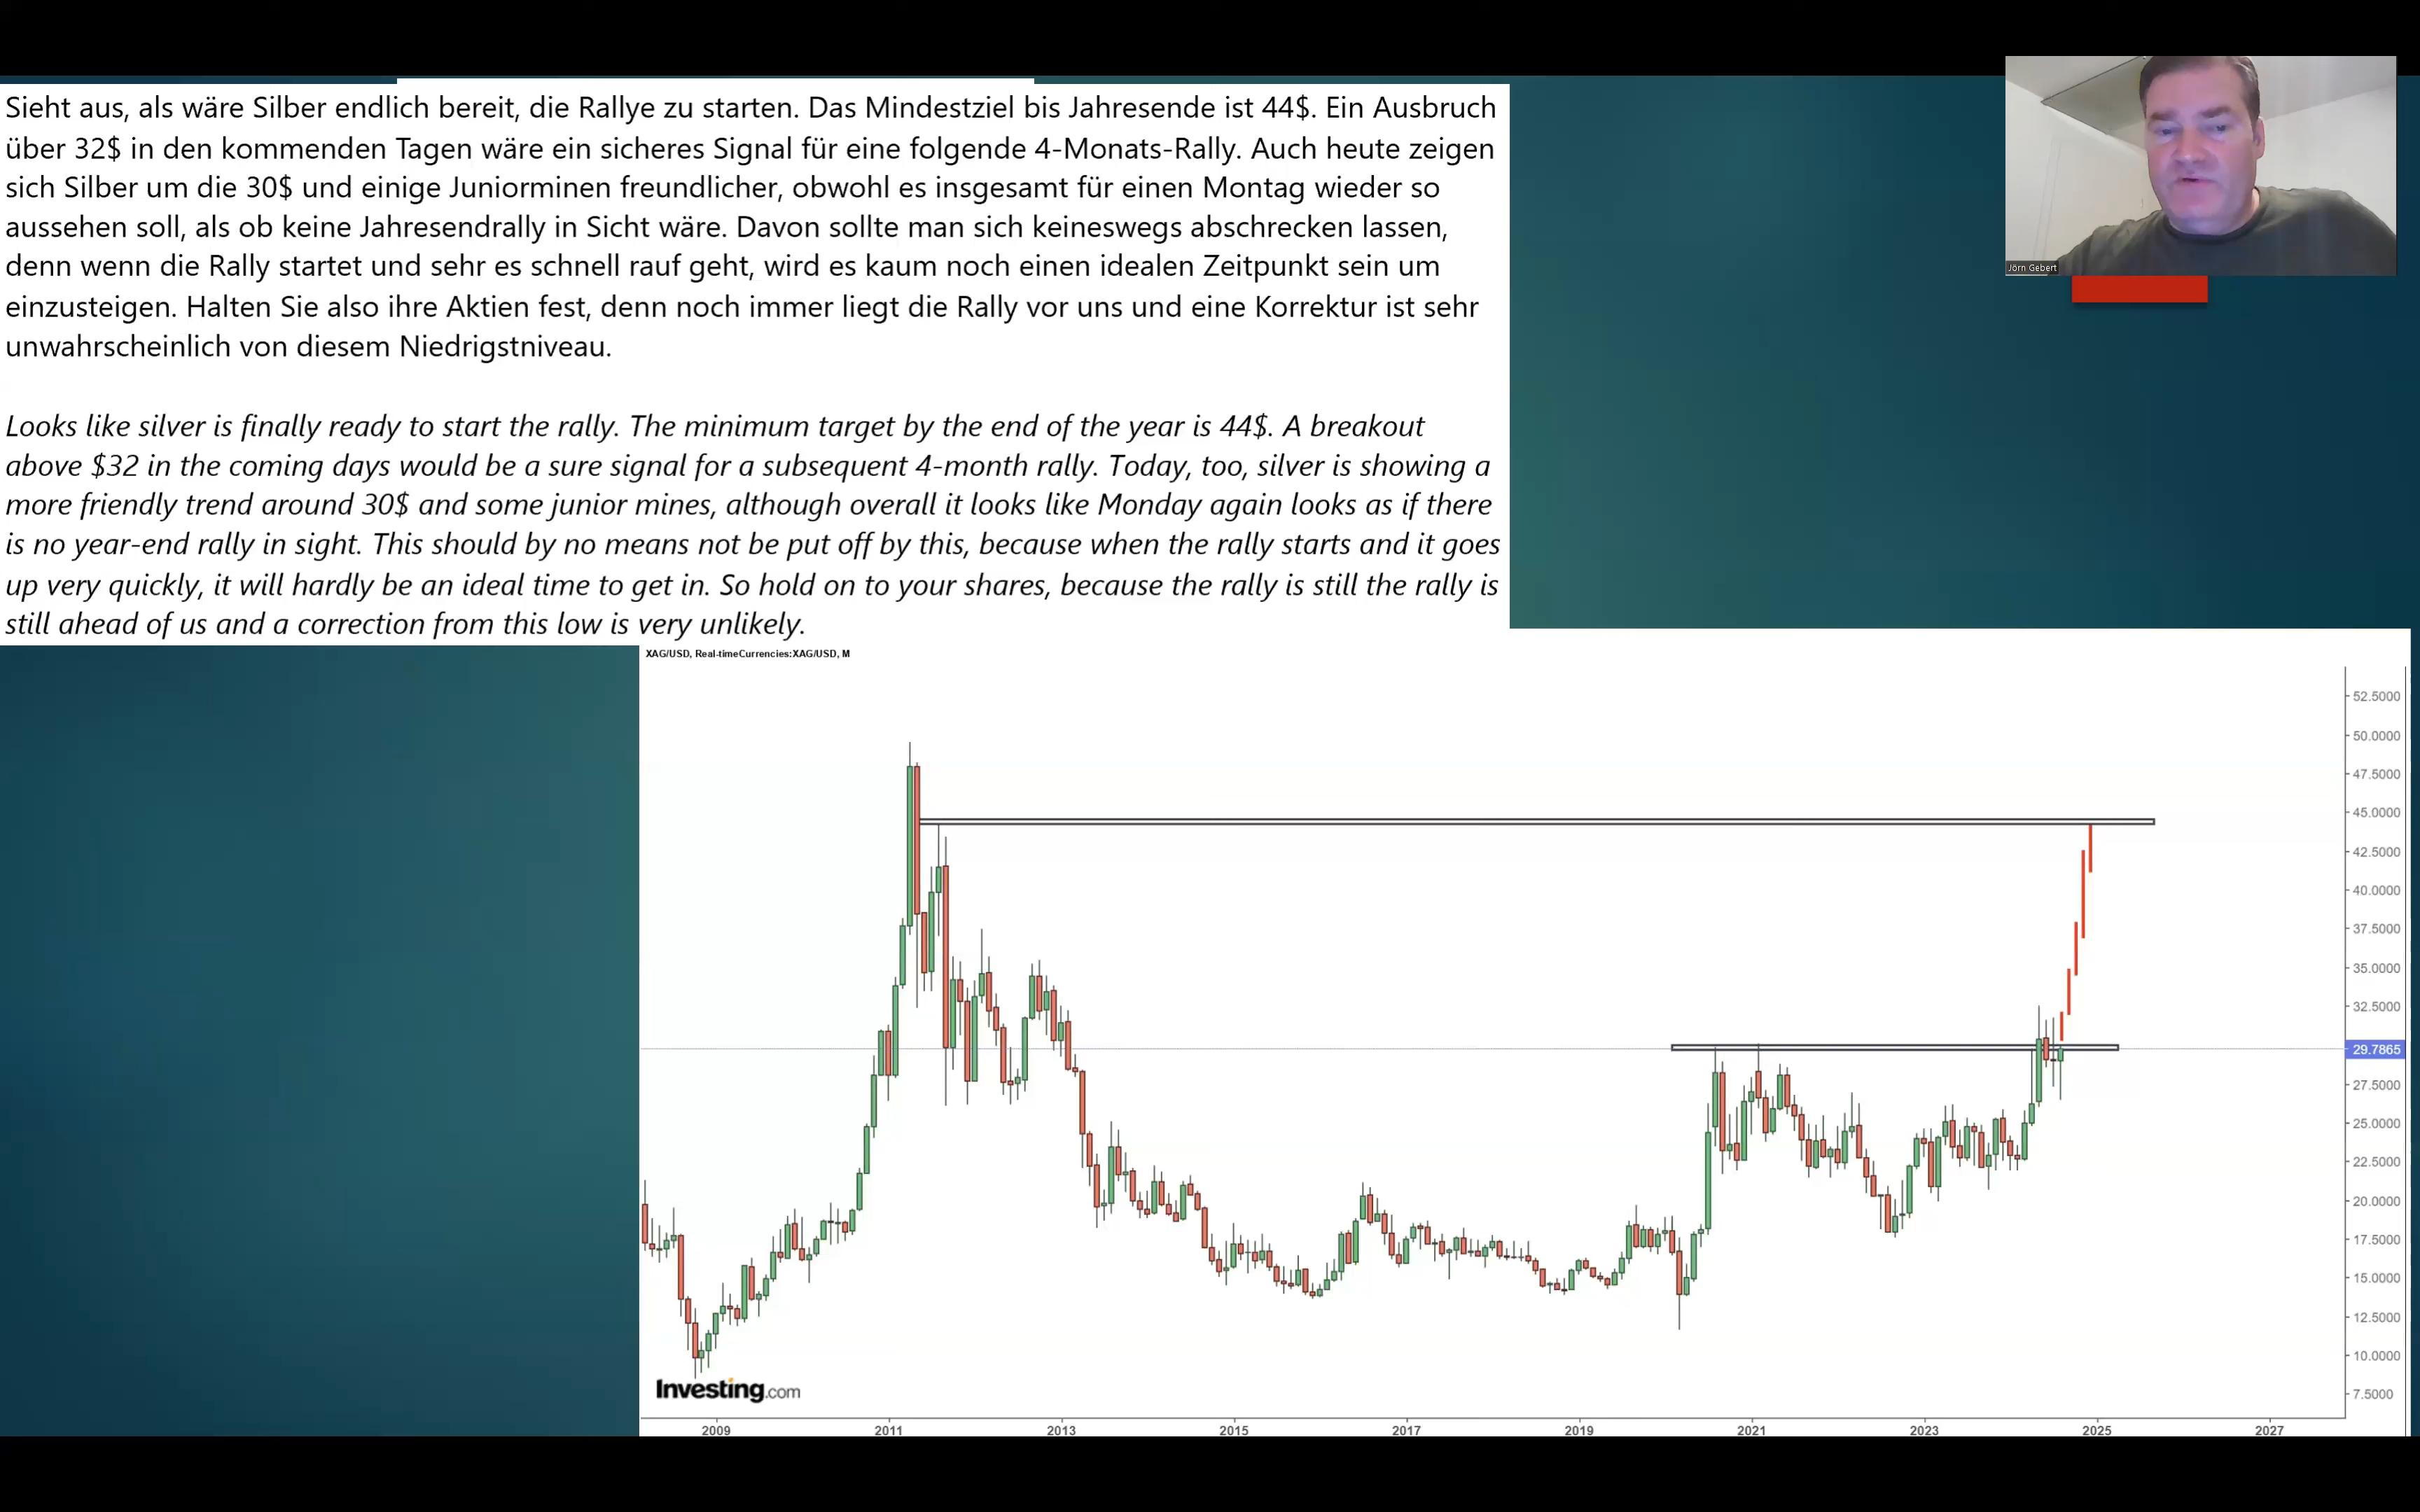 Sieht aus, als wäre Silber endlich bereit, die Rallye zu starten. Das Mindestziel bis Jahresende ist 44$. Ein Ausbruch
über 32$ in den kommenden Tagen wäre ein sicheres Signal für eine folgende 4-Monats-Rally. Auch heute zeigen
sich Silber um die 30$ und einige Juniorminen freundlicher, obwohl es insgesamt für einen Montag wieder so
aussehen soll, als ob keine Jahresendrally in Sicht wäre. Davon sollte man sich keineswegs abschrecken lassen,
denn wenn die Rally startet und sehr es schnell rauf geht, wird es kaum noch einen idealen Zeitpunkt sein um
einzusteigen. Halten Sie also ihre Aktien fest, denn noch immer liegt die Rally vor uns und eine Korrektur ist sehr
unwahrscheinlich von diesem Niedrigstniveau.
Looks like silver is finally ready to start the rally. The minimum target by the end of the year is 44$. A breakout
above $32 in the coming days would be a sure signal for a subsequent 4-month rally. Today, too, silver is showing a
more friendly trend around 30$ and some junior mines, although overall it looks like Monday again looks as if there
is no year-end rally in sight. This should by no means not be put off by this, because when the rally starts and it goes
up very quickly, it will hardly be an ideal time to get in. So hold on to your shares, because the rally is still the rally is
still ahead of us and a correction from this low is very unlikely.
Jörn Gebert
XAG/USD, Real-timeCurrencies:XAG/USD, M
52.5000
50.0000
47.5000
45.0000
42.5000
40.0000
37.5000
35.0000
32.5000
29.7865
27.5000
25.0000
22.5000
20.0000
17.5000
15.0000
12.5000
10.0000
7.5000
Investing.com
2009 2011 2013 2015 2017 2019 2021 2023 2025 2027